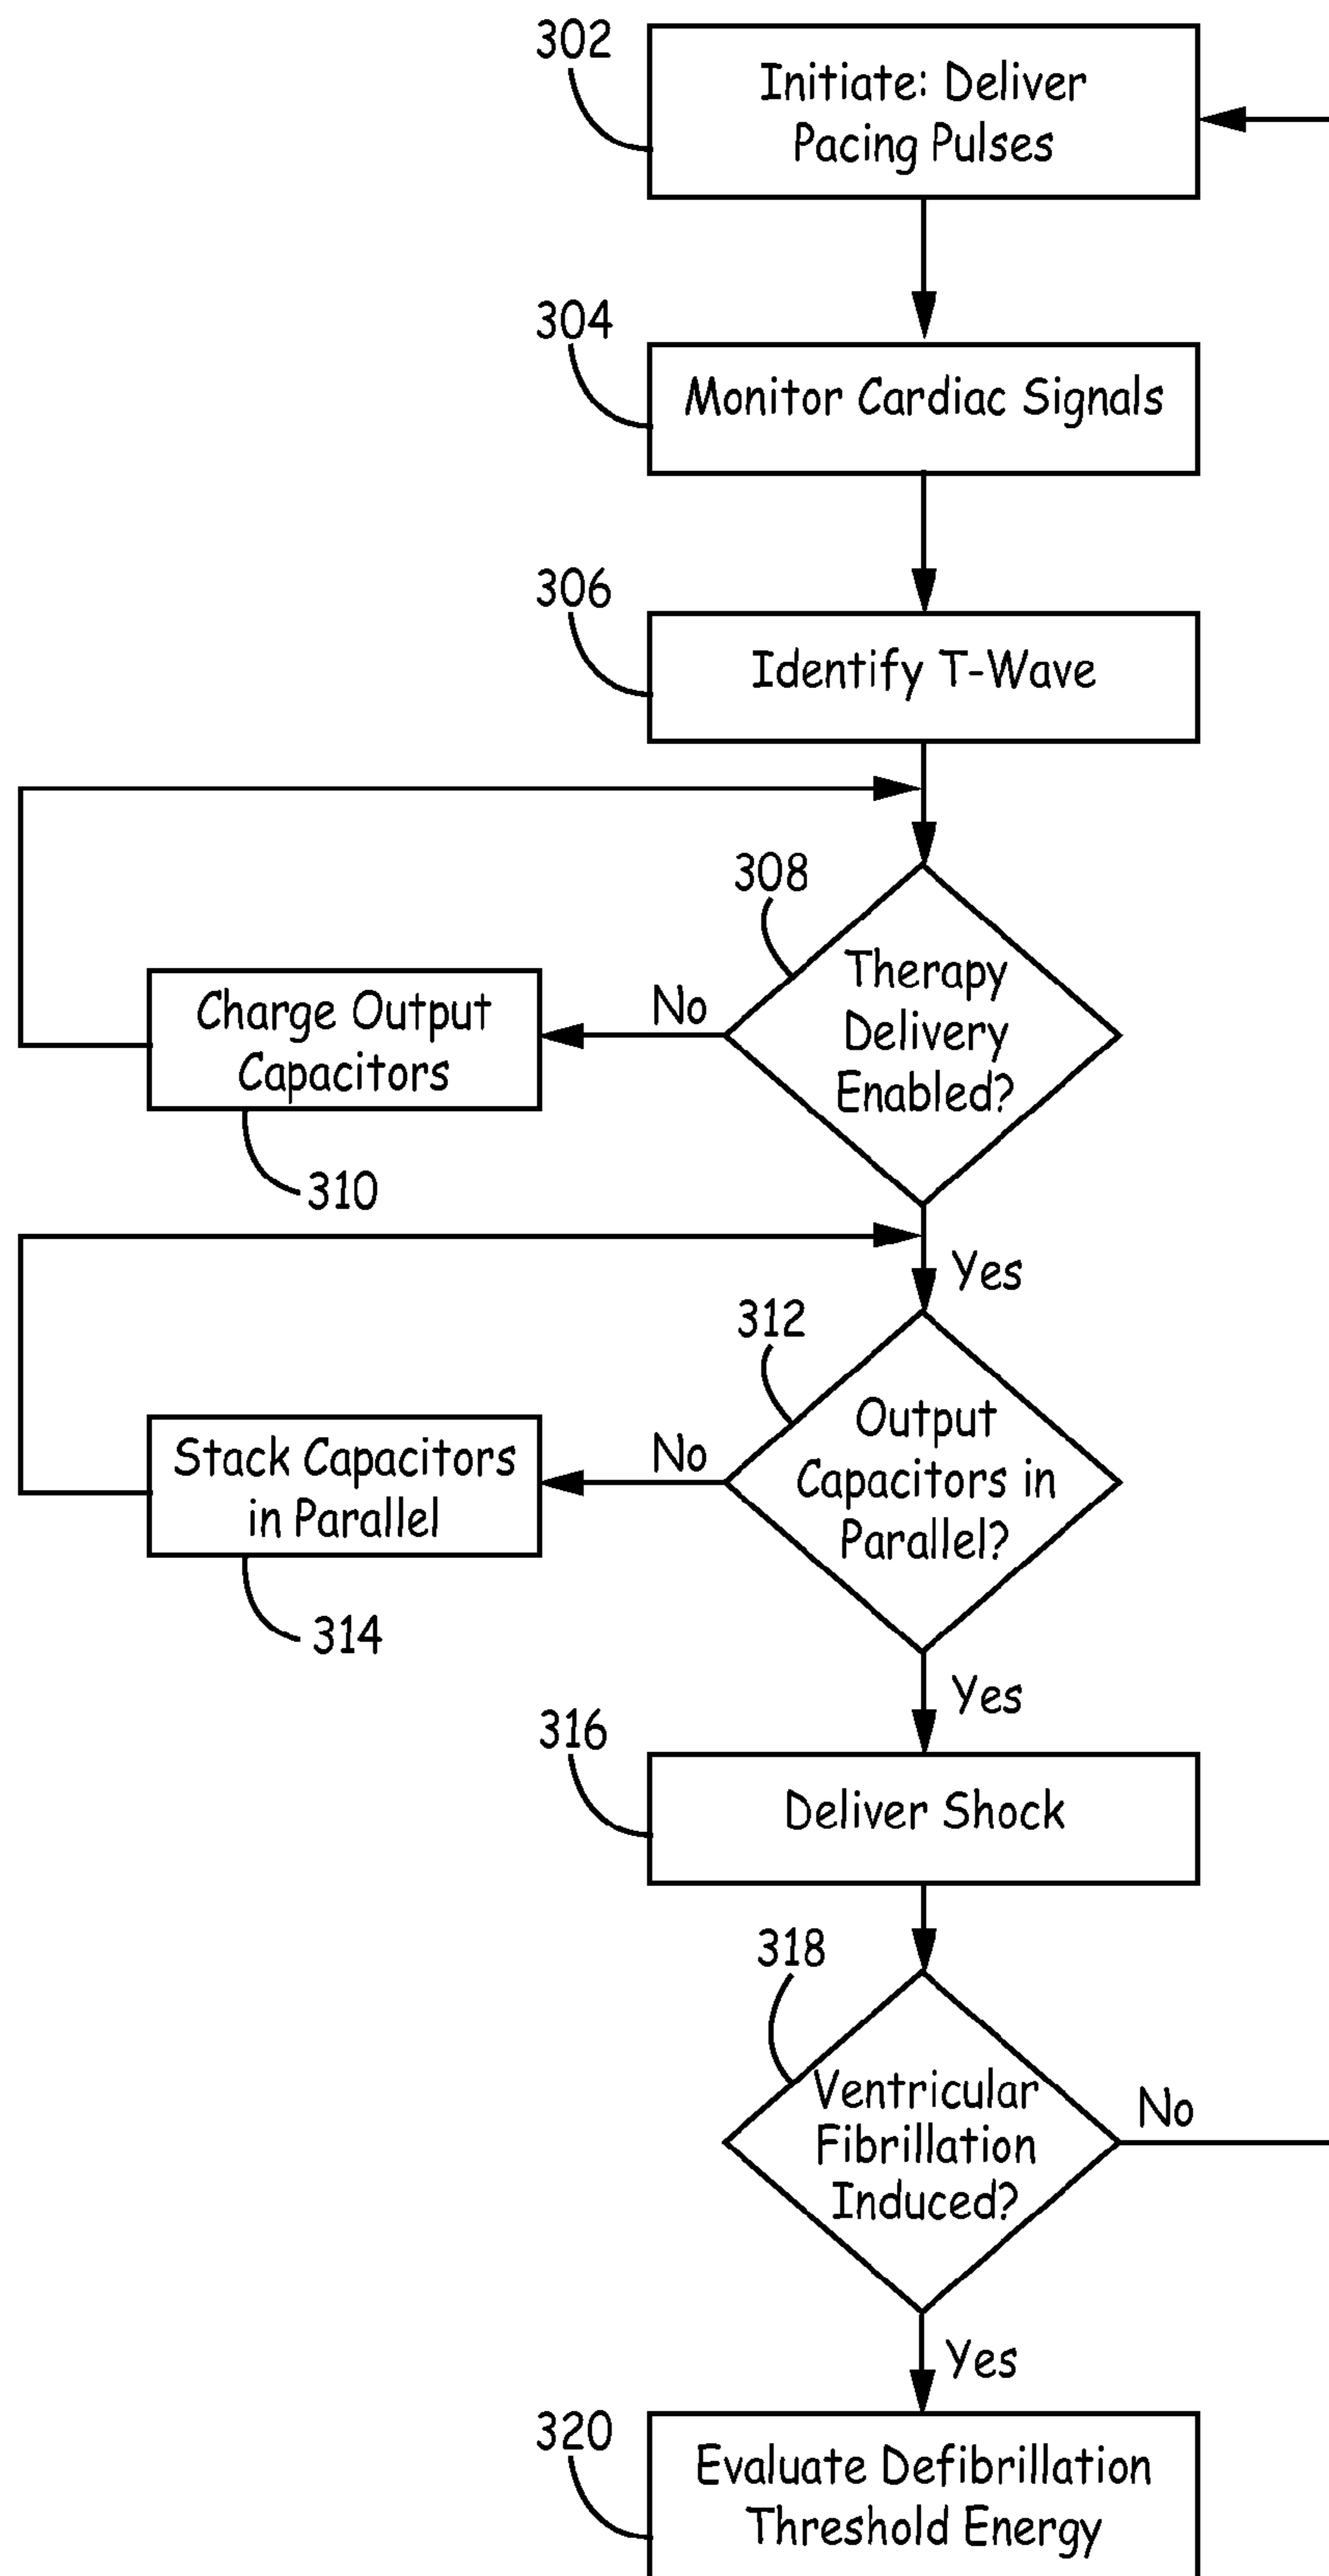 302
Initiate: Deliver
Pacing Pulses
304
Monitor Cardiac Signals
306
Identify T-Wave
308
Therapy
Delivery
Enabled?
No
Charge Output
Capacitors
310
Yes
312
Output
Capacitors in
Parallel?
No
Stack Capacitors
in Parallel
314
Yes
316
Deliver Shock
318
Ventricular
Fibrillation
Induced?
No
Yes
320
Evaluate Defibrillation
Threshold Energy